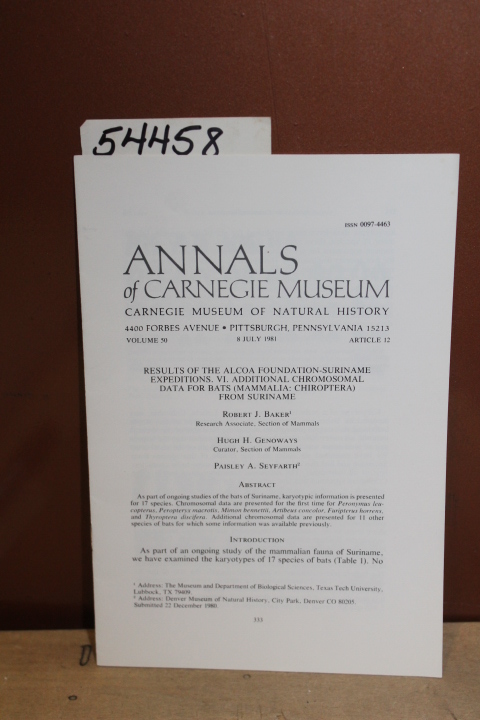 54458
ISSN 0097-4463
ANNALS
of CARNEGIE MUSEUM
CARNEGIE MUSEUM OF NATURAL HISTORY
4400 FORBES AVENUE • PITTSBURGH, PENNSYLVANIA 15213
VOLUME 50 8 JULY 1981 ARTICLE 12
RESULTS OF THE ALCOA FOUNDATION-SURINAME
EXPEDITIONS. VI. ADDITIONAL CHROMOSOMAL
DATA FOR BATS (MAMMALIA: CHIROPTERA)
FROM SURINAME
ROBERT J. BAKER¹
Research Associate, Section of Mammals
HUGH H. GENOWAYS
Curator, Section of Mammals
PAISLEY A. SEYFARTH²
ABSTRACT
As part of ongoing studies of the bats of Suriname, karyotypic information is presented
for 17 species. Chromosomal data are presented for the first time for Peronymus leu-
copterus, Peropteryx macrotis, Mimon bennettii, Artibeus concolor, Furipterus horrens,
and Thyroptera discifera. Additional chromosomal data are presented for 11 other
species of bats for which some information was available previously.
INTRODUCTION
As part of an ongoing study of the mammalian fauna of Suriname,
we have examined the karyotypes of 17 species of bats (Table 1). No
¹ Address: The Museum and Department of Biological Sciences, Texas Tech University,
Lubbock, TX 79409.
² Address: Denver Museum of Natural History, City Park, Denver CO 80205.
Submitted 22 December 1980.
333
D